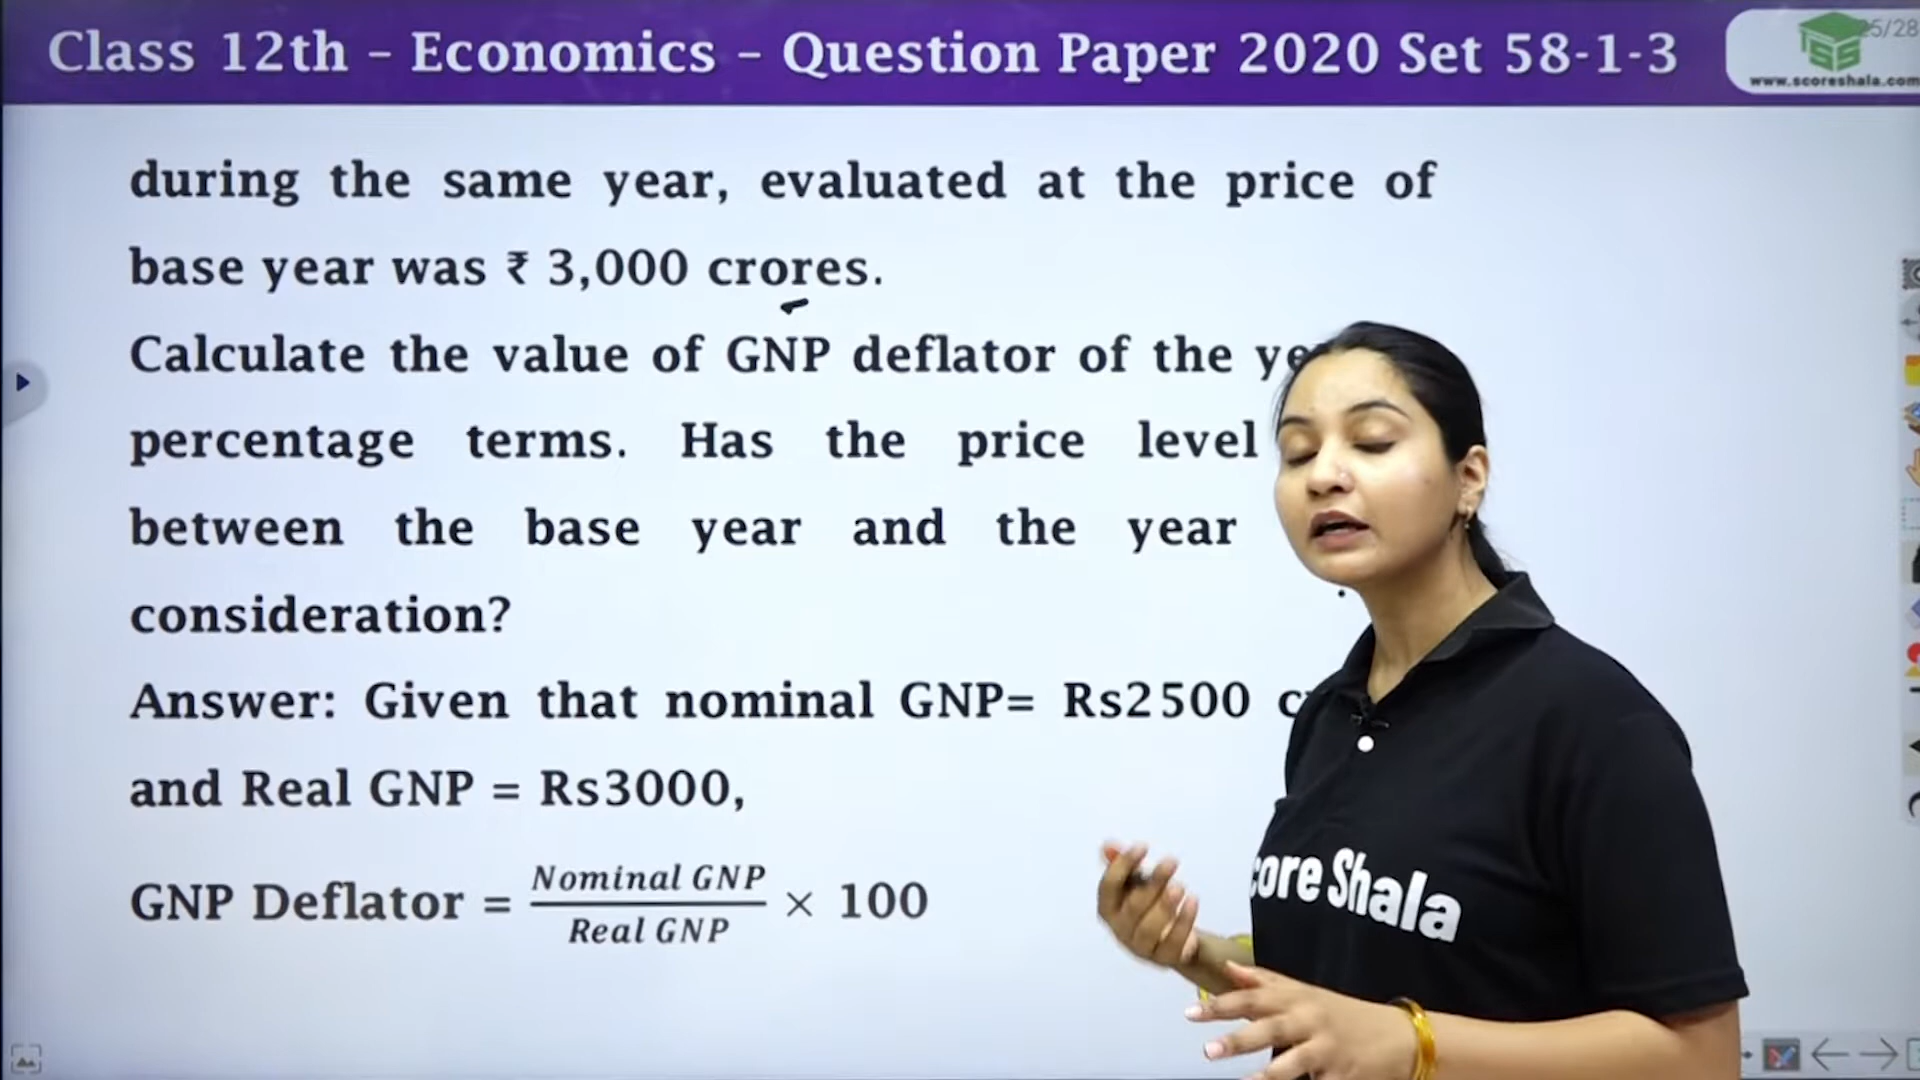 Class 12th – Economics – Question Paper 2020 Set 58-1-3
25/28
www.scoreshala.com
during the same year, evaluated at the price of
base year was ₹ 3,000 crores.
Calculate the value of GNP deflator of the
percentage terms. Has the price level
between the base year and the year
consideration?
Answer: Given that nominal GNP= Rs2500
and Real GNP = Rs3000,
GNP Deflator = Nominal GNP / Real GNP × 100
Shala